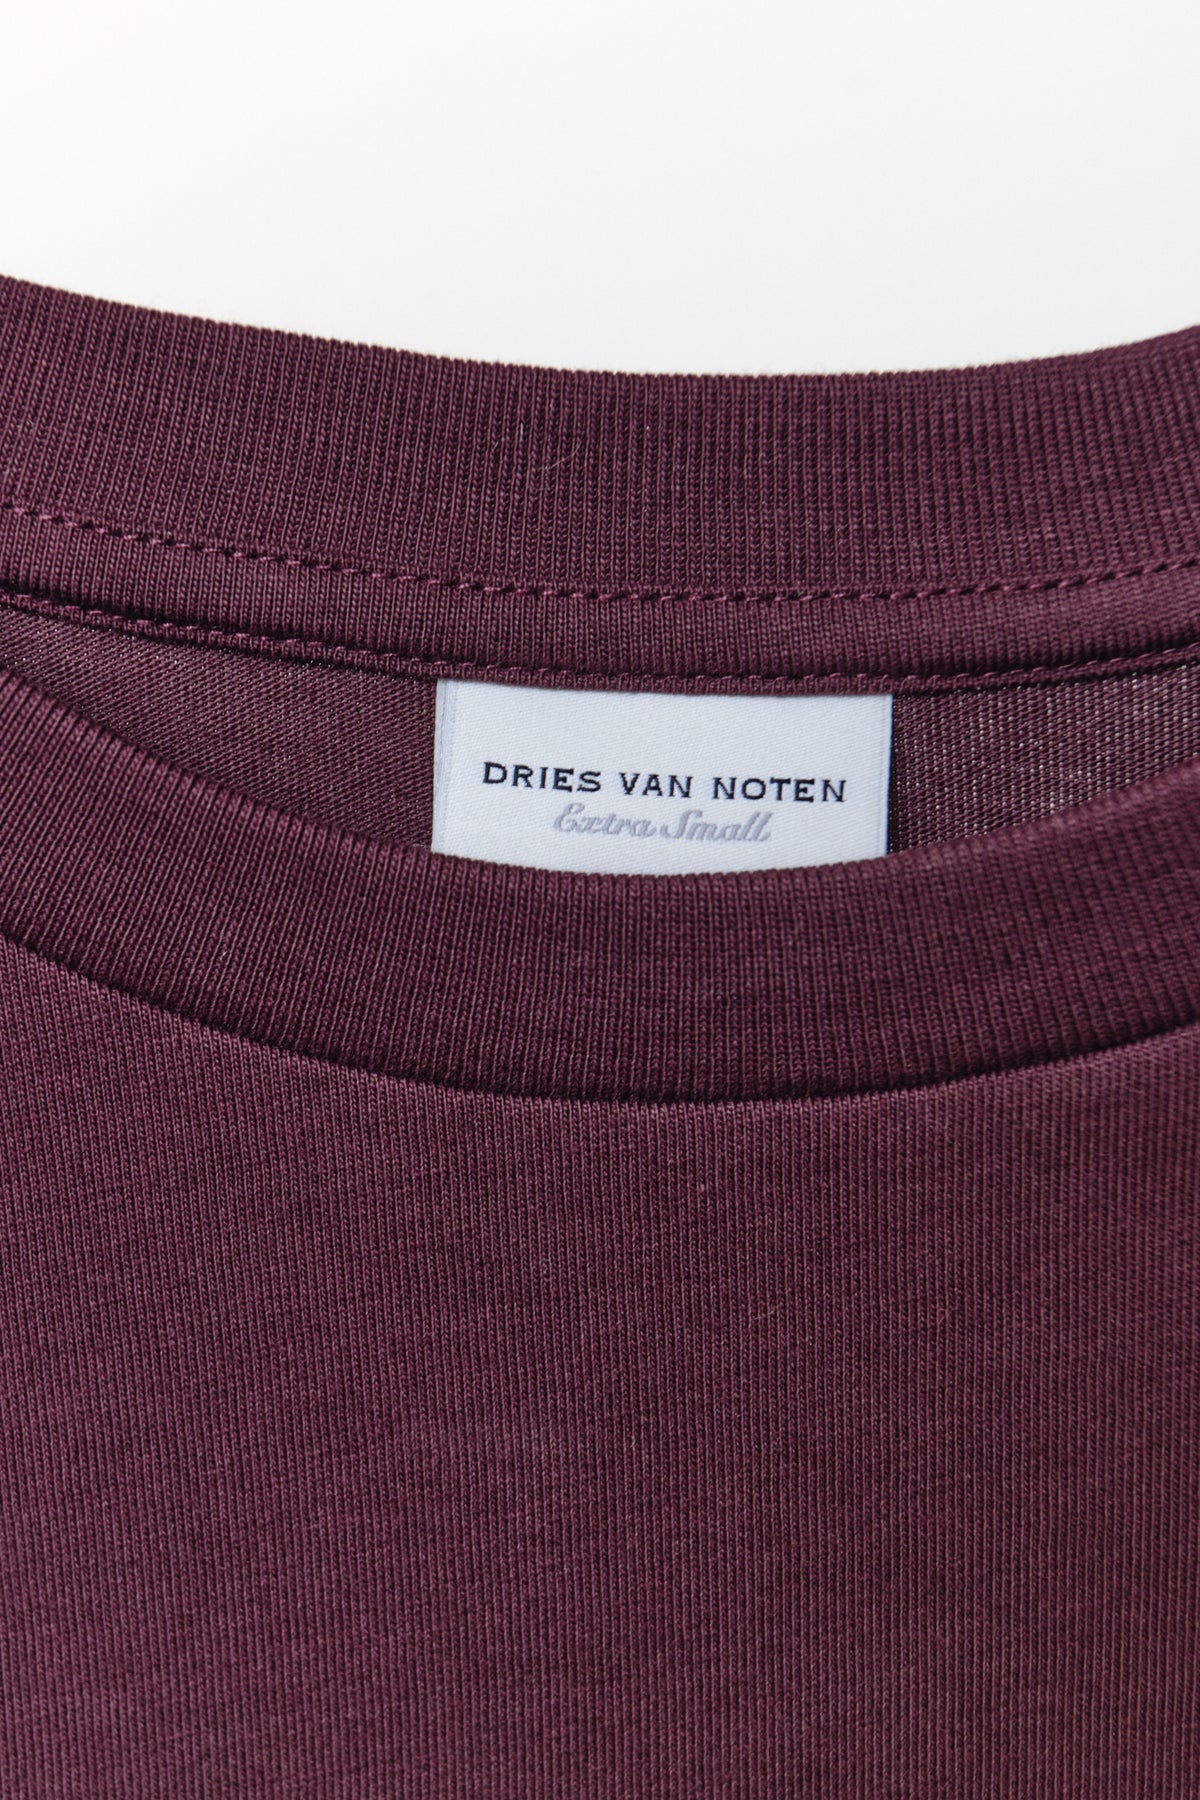 DRIES VAN NOTEN
Extra Small